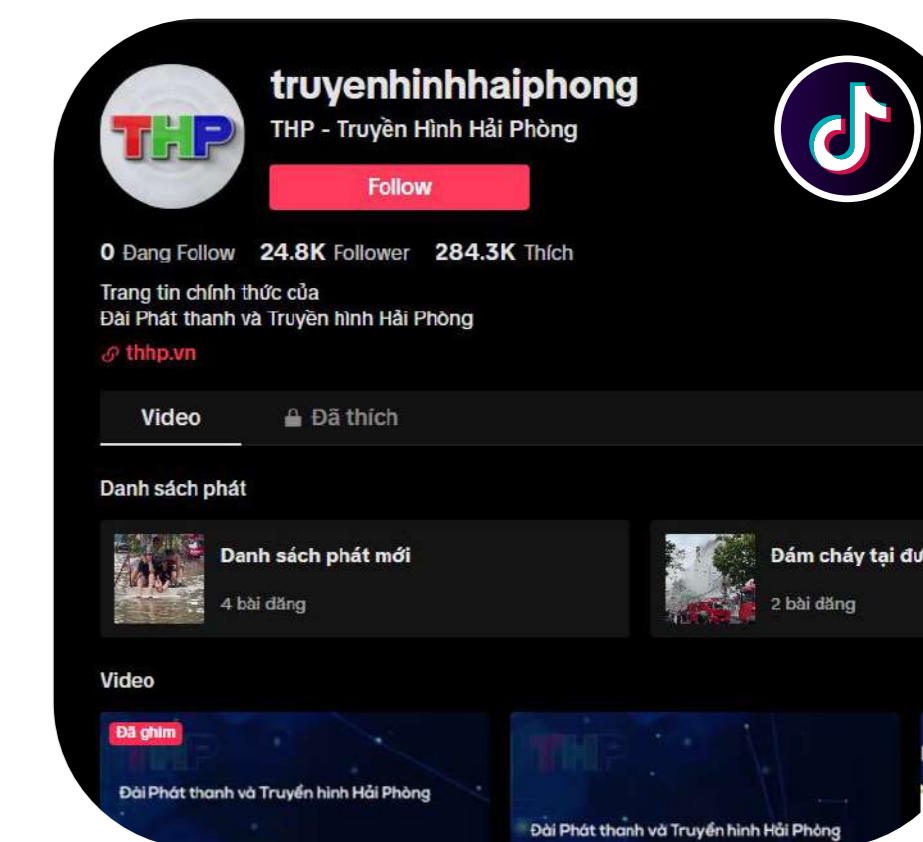 THP
truyenhinhhaiphong
THP - Truyền Hình Hải Phòng
Follow
0 Đang Follow 24.8K Follower 284.3K Thích
Trang tin chính thức của
Đài Phát thanh và Truyền hình Hải Phòng
thhp.vn
Video Đã thích
Danh sách phát
Danh sách phát mới
4 bài đăng
Đám cháy tại
2 bài đăng
Video
Đã ghim
THP
Đài Phát thanh và Truyền hình Hải Phòng
THP
Đài Phát thanh và Truyền hình Hải Phòng